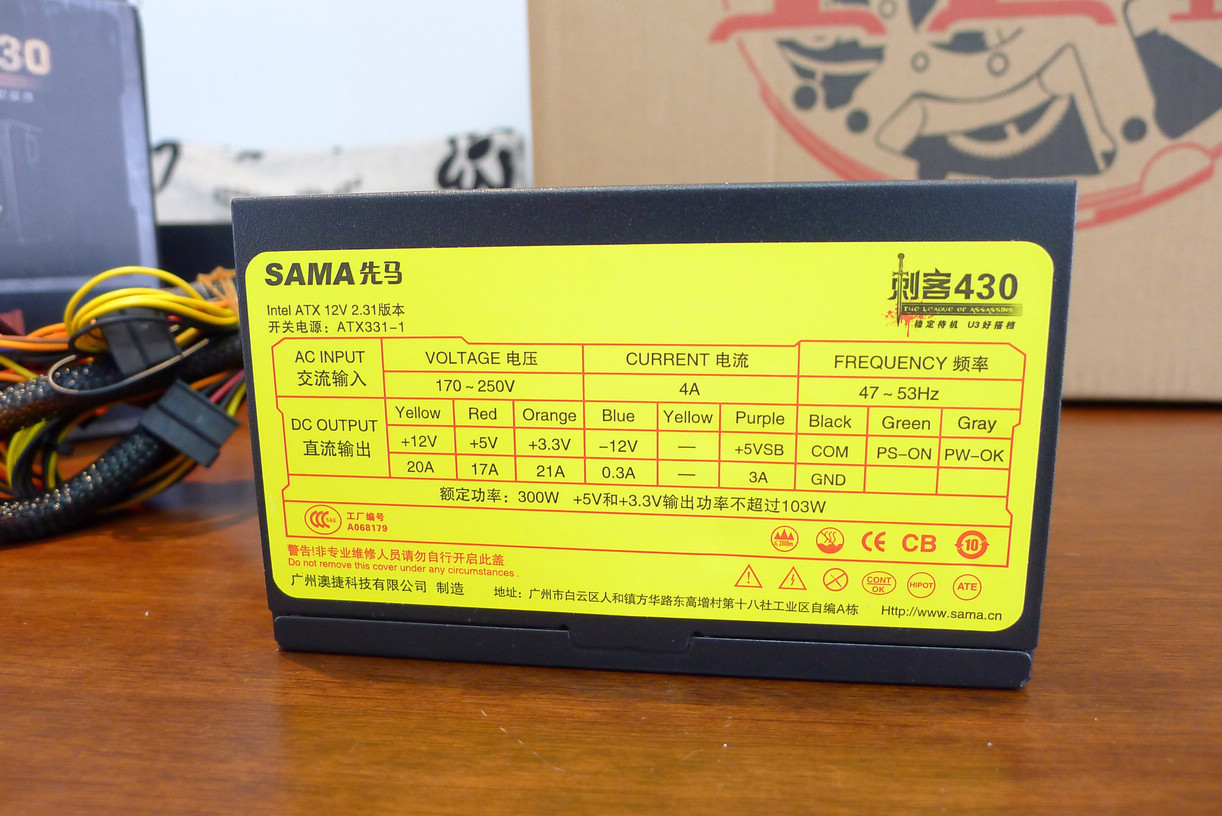 30
SAMA 先马
刺客430
THE LEAGUE OF ASSASSINS
稳定待机 U3好搭档
Intel ATX 12V 2.31版本
开关电源：ATX331-1
AC INPUT 交流输入 VOLTAGE 电压 CURRENT 电流 FREQUENCY 频率
170～250V 4A 47～53Hz
DC OUTPUT 直流输出 Yellow Red Orange Blue Yellow Purple Black Green Gray
+12V +5V +3.3V −12V — +5VSB COM PS-ON PW-OK
20A 17A 21A 0.3A — 3A GND
额定功率：300W +5V和+3.3V输出功率不超过103W
CCC S&E 工厂编号
A068179
≤2000m CE CB 10
警告!非专业维修人员请勿自行开启此盖
Do not remove this cover under any circumstances .
CONT OK HIPOT ATE
广州澳捷科技有限公司 制造 地址：广州市白云区人和镇方华路东高增村第十八社工业区自编A栋 Http://www.sama.cn